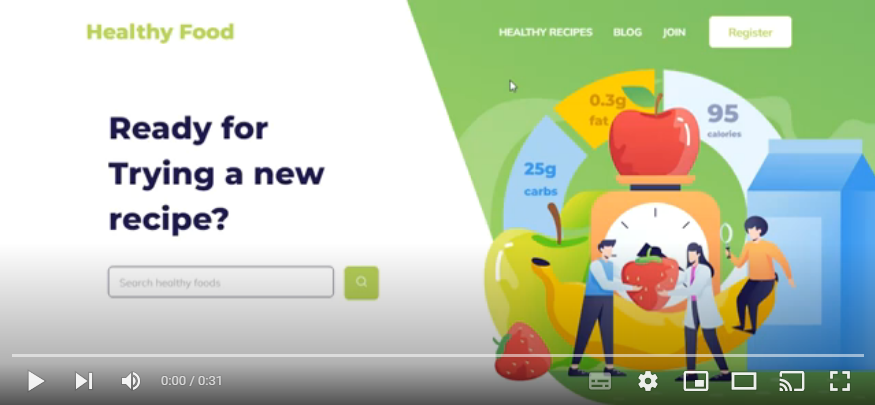 Healthy Food
HEALTHY RECIPES BLOG JOIN Register
Ready for
Trying a new
recipe?
Search healthy foods
0.3g
fat
95
calories
25g
carbs
0:00 / 0:31